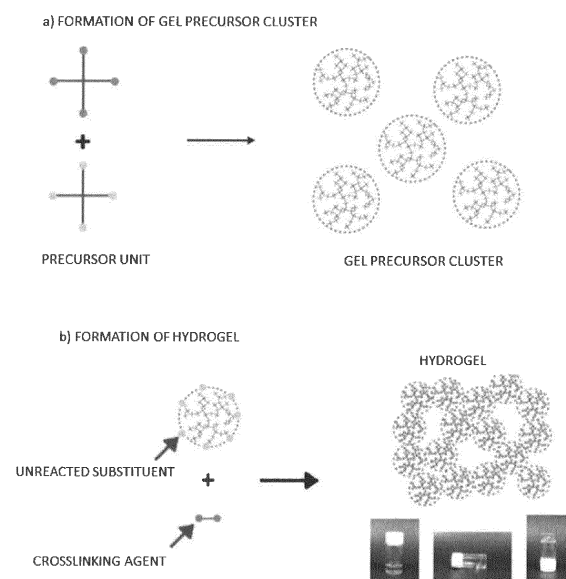 a) FORMATION OF GEL PRECURSOR CLUSTER
PRECURSOR UNIT
GEL PRECURSOR CLUSTER
b) FORMATION OF HYDROGEL
HYDROGEL
UNREACTED SUBSTITUENT
CROSSLINKING AGENT